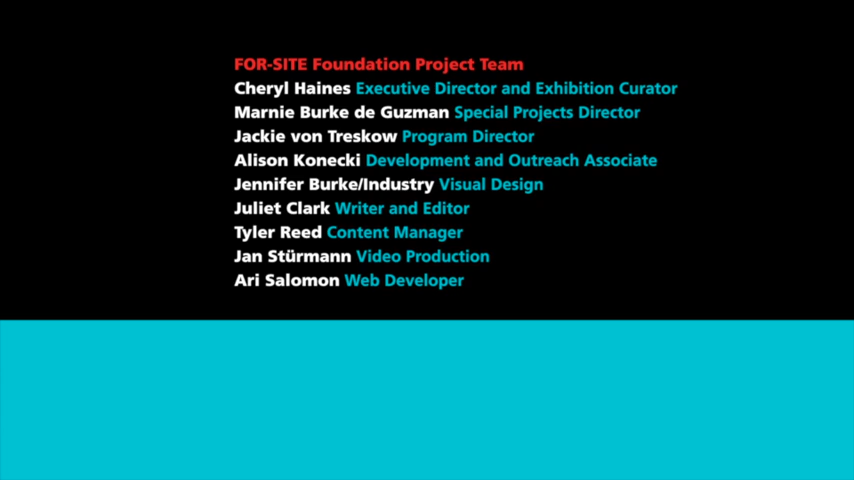 FOR-SITE Foundation Project Team
Cheryl Haines Executive Director and Exhibition Curator
Marnie Burke de Guzman Special Projects Director
Jackie von Treskow Program Director
Alison Konecki Development and Outreach Associate
Jennifer Burke/Industry Visual Design
Juliet Clark Writer and Editor
Tyler Reed Content Manager
Jan Stürmann Video Production
Ari Salomon Web Developer